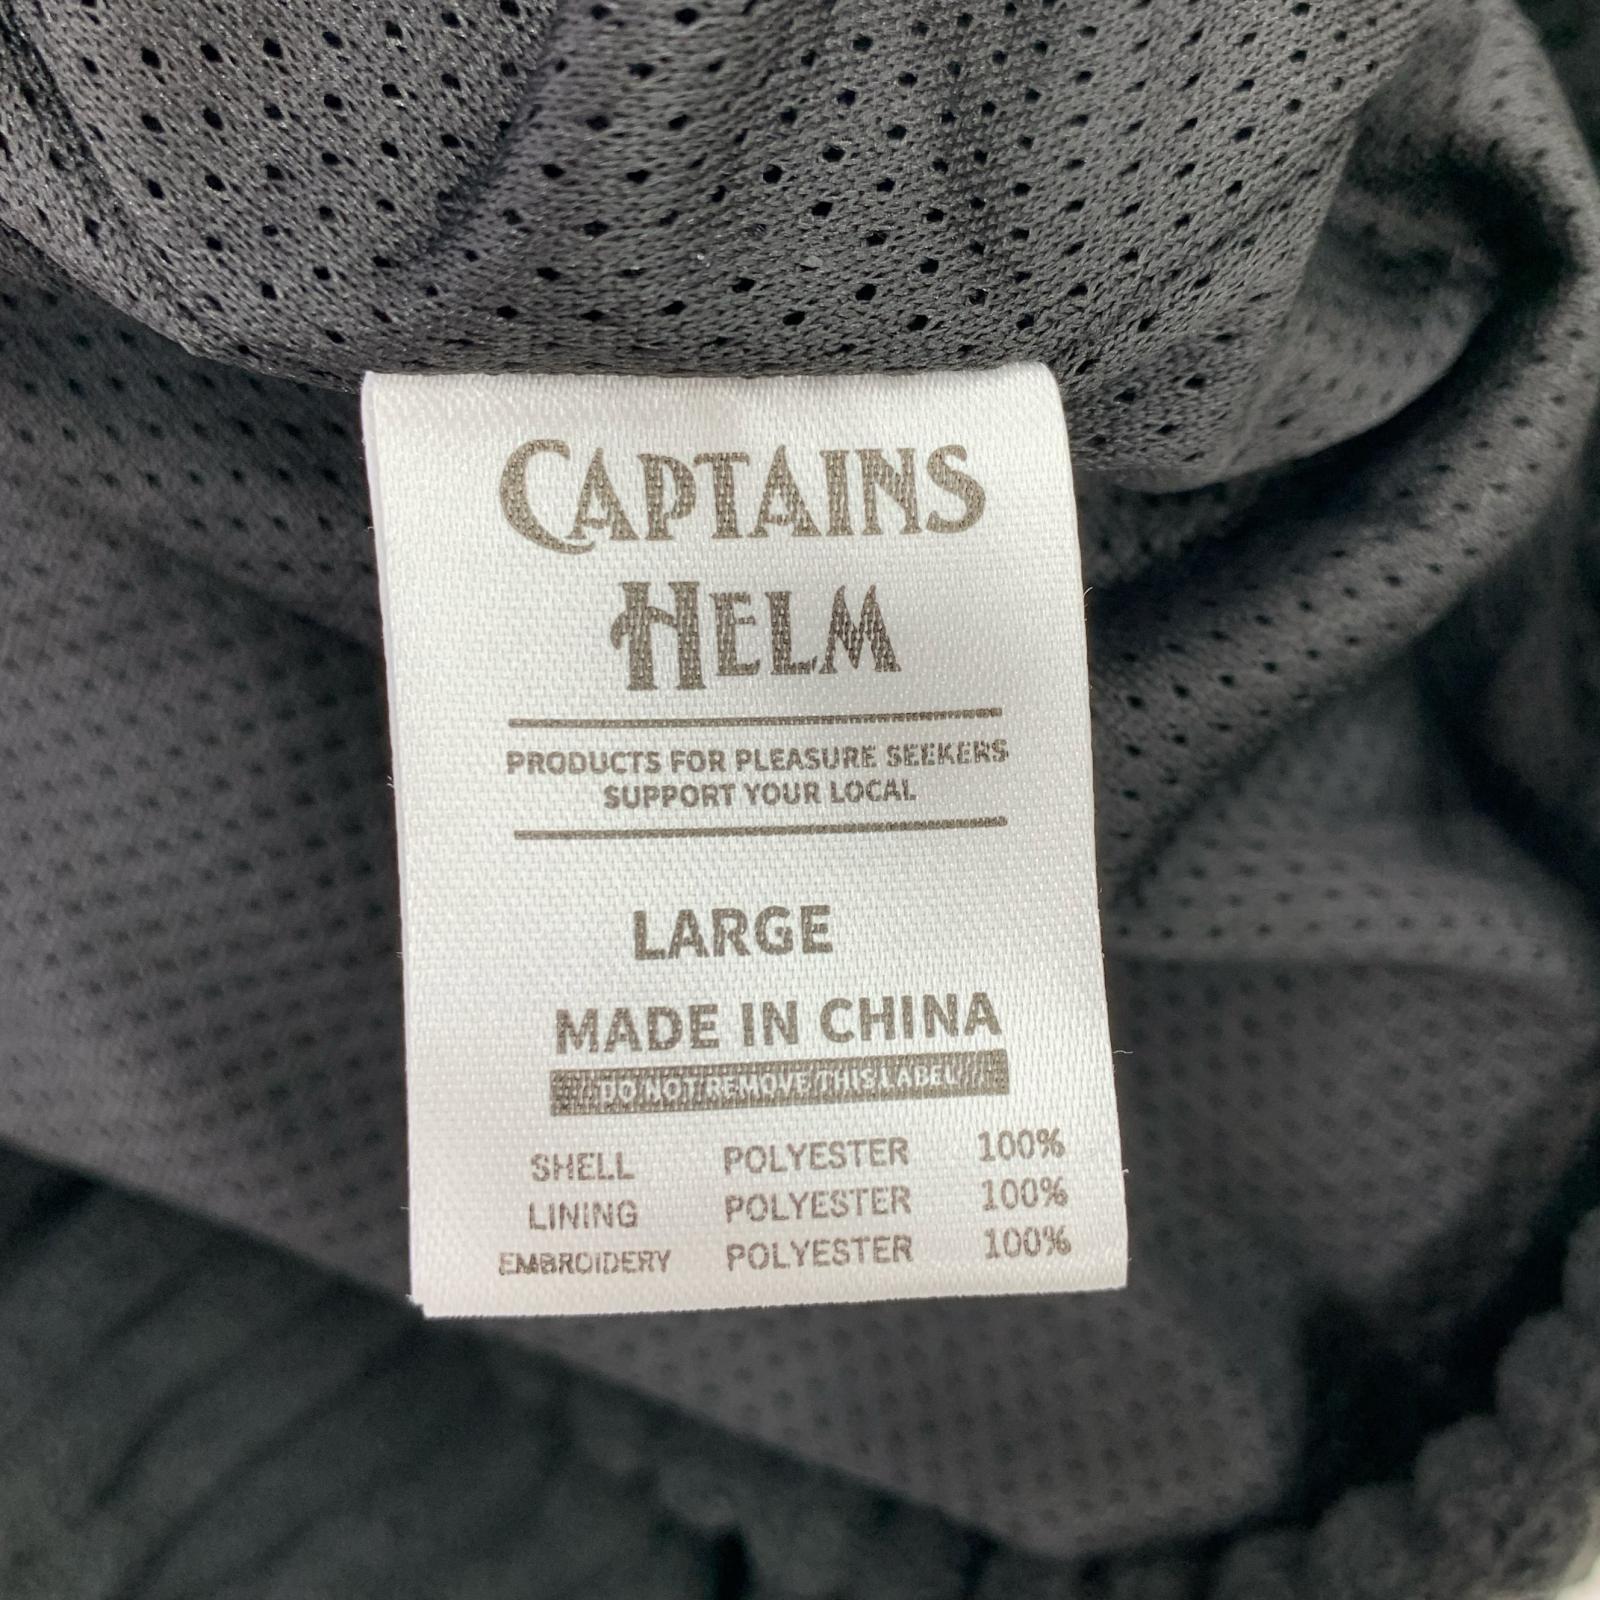 CAPTAINS
HELM
PRODUCTS FOR PLEASURE SEEKERS
SUPPORT YOUR LOCAL
LARGE
MADE IN CHINA
DO NOT REMOVE THIS LABEL
SHELL POLYESTER 100%
LINING POLYESTER 100%
EMBROIDERY POLYESTER 100%